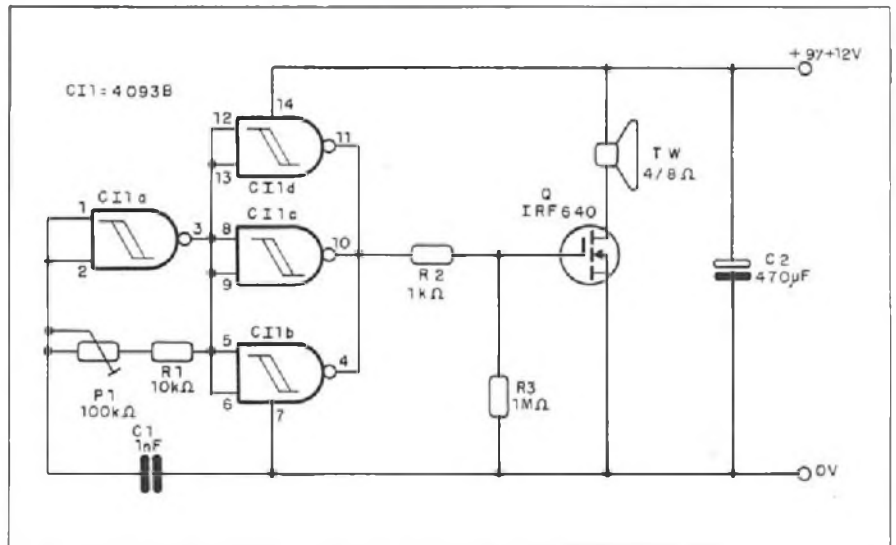 +9V+12V
CI1=4093B
14
12
11
13
CI1d
TW
4/8Ω
CI1a
CI1c
Q
IRF640
1
3
8
10
2
9
R2
1kΩ
C2
470µF
CI1b
5
4
P1
100kΩ
R1
10kΩ
6
7
R3
1MΩ
C1
1nF
0V